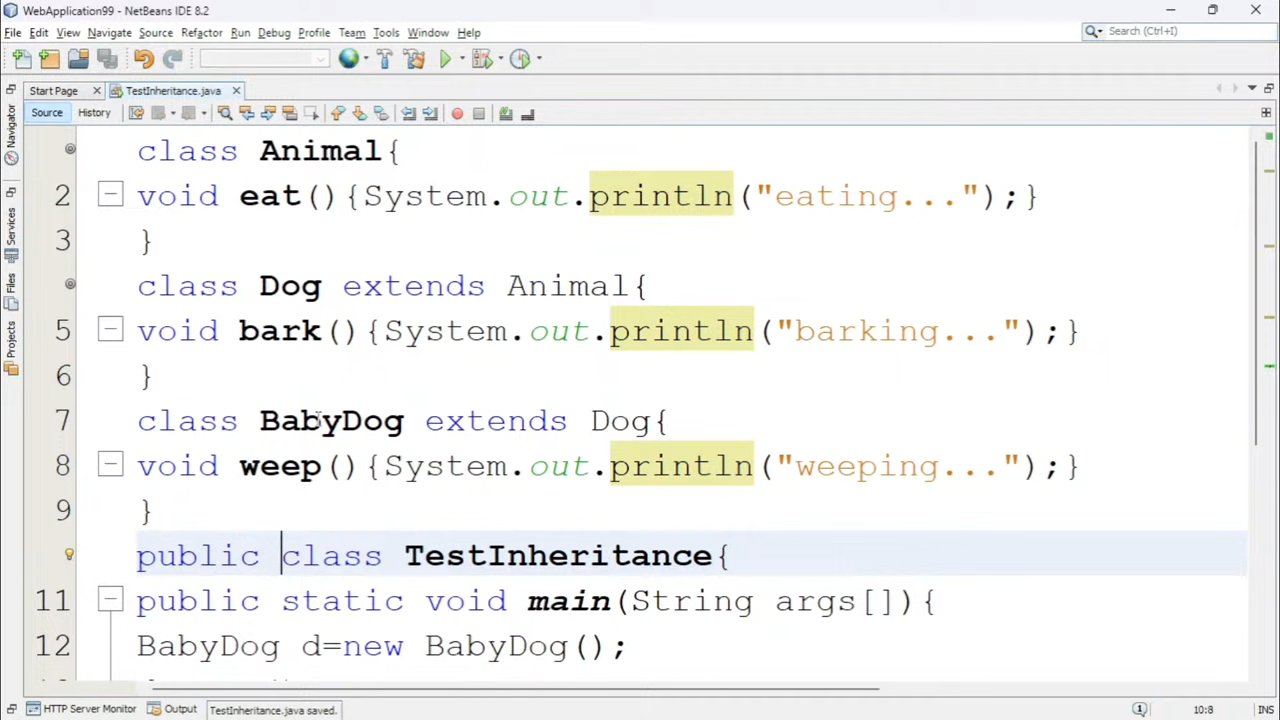 WebApplication99 - NetBeans IDE 8.2
File Edit View Navigate Source Refactor Run Debug Profile Team Tools Window Help
Search (Ctrl+I)
Start Page TestInheritance.java
Source History
Navigator
Services
Files
Projects
class Animal{
2 void eat(){System.out.println("eating...");}
3 }
class Dog extends Animal{
5 void bark(){System.out.println("barking...");}
6 }
7 class BabyDog extends Dog{
8 void weep(){System.out.println("weeping...");}
9 }
public class TestInheritance{
11 public static void main(String args[]){
12 BabyDog d=new BabyDog();
HTTP Server Monitor Output TestInheritance.java saved. 10:8 INS